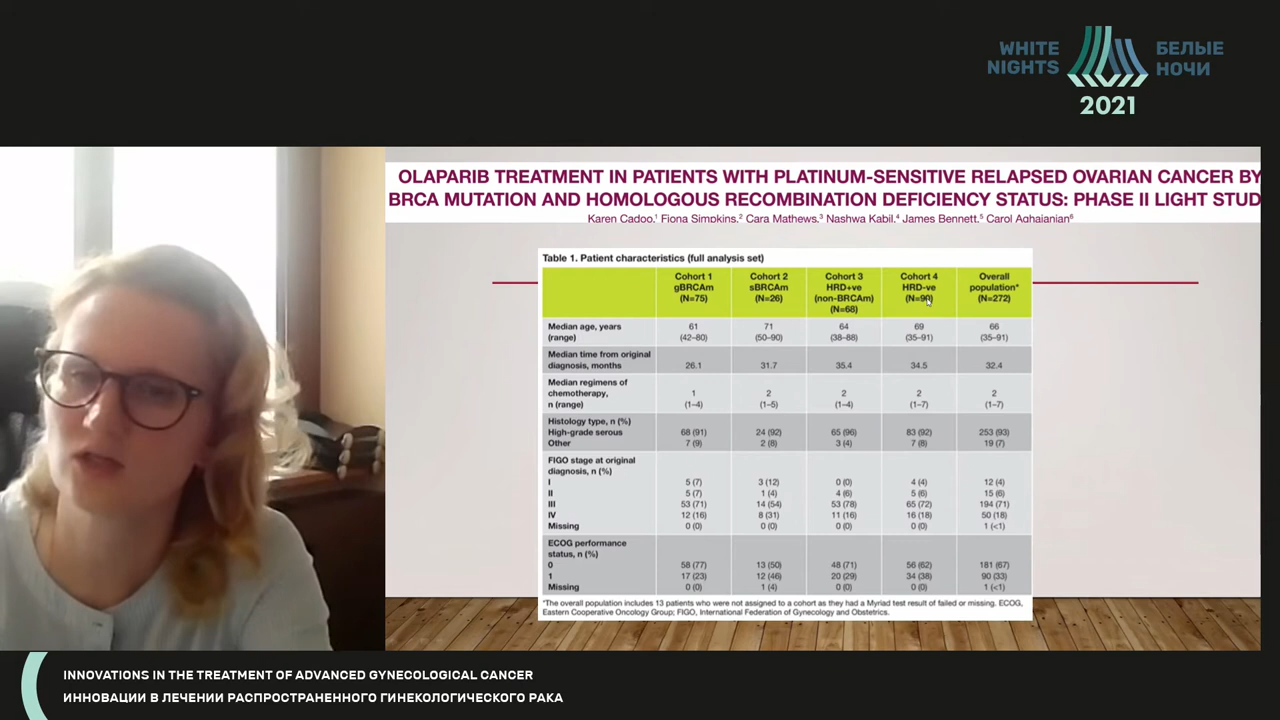 WHITE NIGHTS
БЕЛЫЕ НОЧИ
2021
OLAPARIB TREATMENT IN PATIENTS WITH PLATINUM-SENSITIVE RELAPSED OVARIAN CANCER BY
BRCA MUTATION AND HOMOLOGOUS RECOMBINATION DEFICIENCY STATUS: PHASE II LIGHT STUD
Karen Cadoo,¹ Fiona Simpkins,² Cara Mathews,³ Nashwa Kabil,⁴ James Bennett,⁵ Carol Aghajanian⁶
Table 1. Patient characteristics (full analysis set)
Cohort 1 gBRCAm (N=75) Cohort 2 sBRCAm (N=26) Cohort 3 HRD+ve (non-BRCAm) (N=68) Cohort 4 HRD-ve Overall population* (N=272)
Median age, years (range) 61 (42–80) 71 (50–90) 64 (38–88) 69 (35–91) 66 (35–91)
Median time from original diagnosis, months 26.1 31.7 35.4 34.5 32.4
Median regimens of chemotherapy, n (range) 1 (1–4) 2 (1–5) 2 (1–4) 2 (1–7) 2 (1–7)
Histology type, n (%)
High-grade serous 68 (91) 24 (92) 65 (96) 83 (92) 253 (93)
Other 7 (9) 2 (8) 3 (4) 7 (8) 19 (7)
FIGO stage at original diagnosis, n (%)
I 5 (7) 3 (12) 0 (0) 4 (4) 12 (4)
II 5 (7) 1 (4) 4 (6) 5 (6) 15 (6)
III 53 (71) 14 (54) 53 (78) 65 (72) 194 (71)
IV 12 (16) 8 (31) 11 (16) 16 (18) 50 (18)
Missing 0 (0) 0 (0) 0 (0) 0 (0) 1 (<1)
ECOG performance status, n (%)
0 58 (77) 13 (50) 48 (71) 56 (62) 181 (67)
1 17 (23) 12 (46) 20 (29) 34 (38) 90 (33)
Missing 0 (0) 1 (4) 0 (0) 0 (0) 1 (<1)
*The overall population includes 13 patients who were not assigned to a cohort as they had a Myriad test result of failed or missing. ECOG,
Eastern Cooperative Oncology Group; FIGO, International Federation of Gynecology and Obstetrics.
INNOVATIONS IN THE TREATMENT OF ADVANCED GYNECOLOGICAL CANCER
ИННОВАЦИИ В ЛЕЧЕНИИ РАСПРОСТРАНЕННОГО ГИНЕКОЛОГИЧЕСКОГО РАКА